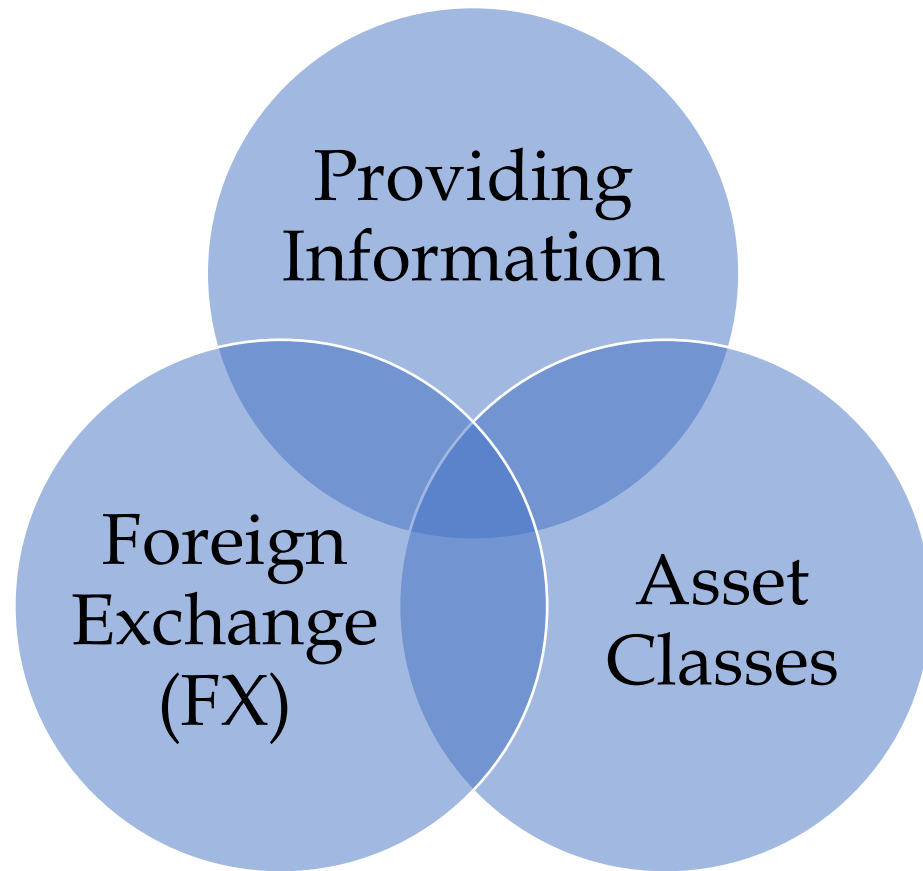 Providing
Information
Foreign
Exchange
(FX)
Asset
Classes